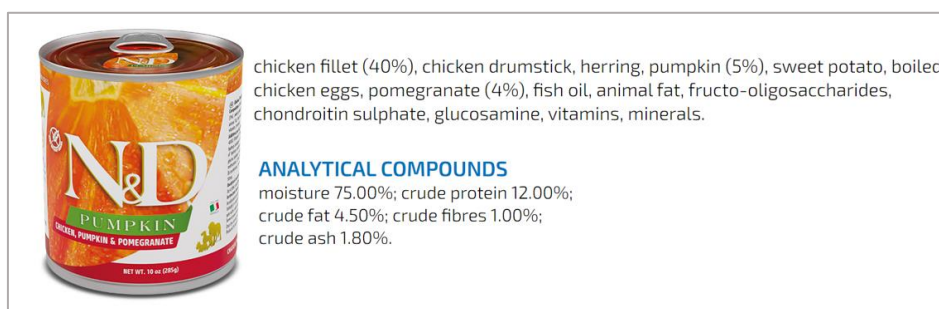 N&D
PUMPKIN
CHICKEN, PUMPKIN & POMEGRANATE
NET WT. 10 oz (285g)
chicken fillet (40%), chicken drumstick, herring, pumpkin (5%), sweet potato, boiled
chicken eggs, pomegranate (4%), fish oil, animal fat, fructo-oligosaccharides,
chondroitin sulphate, glucosamine, vitamins, minerals.
ANALYTICAL COMPOUNDS
moisture 75.00%; crude protein 12.00%;
crude fat 4.50%; crude fibres 1.00%;
crude ash 1.80%.